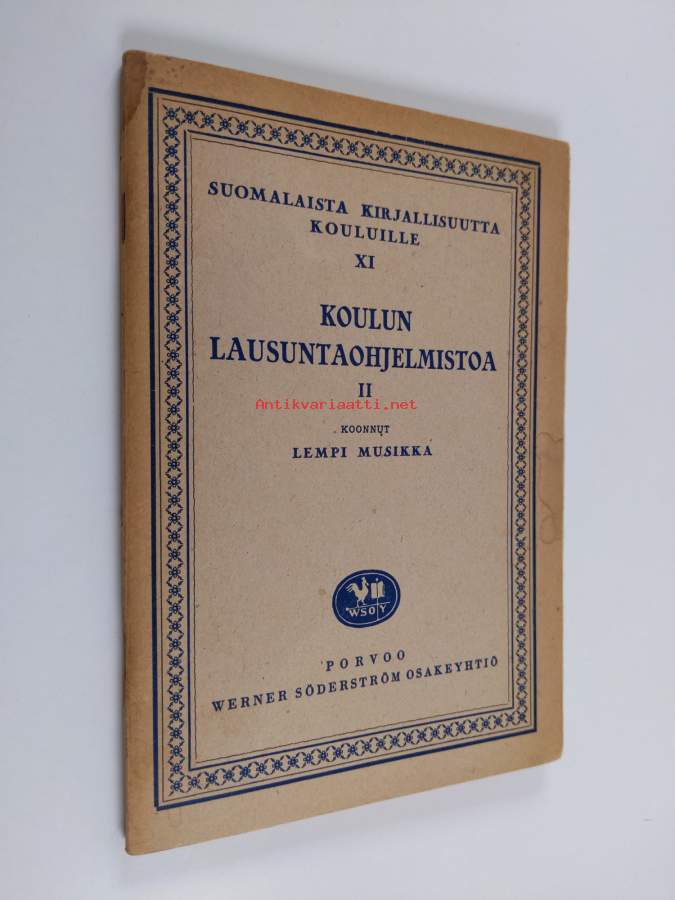 SUOMALAISTA KIRJALLISUUTTA
KOULUILLE
XI
KOULUN
LAUSUNTAOHJELMISTOA
II
Antikvariaatti.net
KOONNUT
LEMPI MUSIKKA
WSOY
PORVOO
WERNER SÖDERSTRÖM OSAKEYHTIÖ